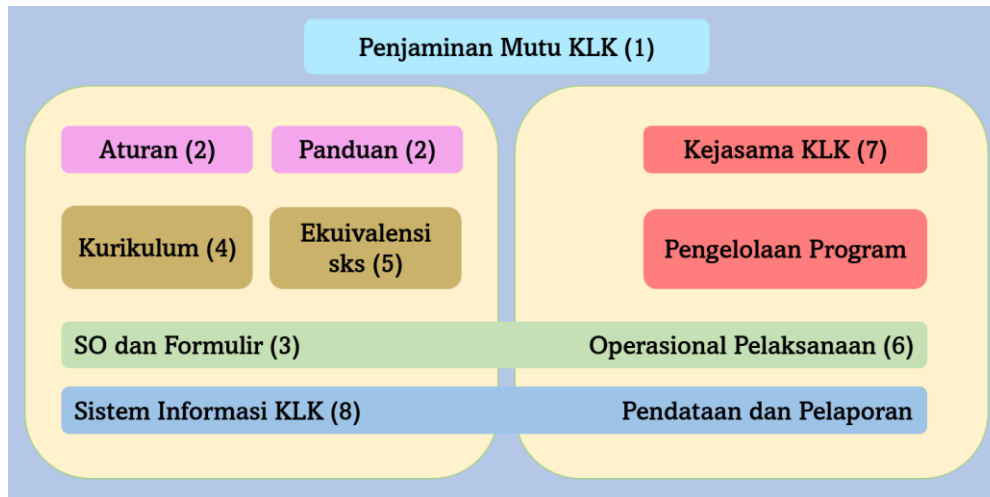 Penjaminan Mutu KLK (1)
Aturan (2)
Panduan (2)
Kejasama KLK (7)
Kurikulum (4)
Ekuivalensi
sks (5)
Pengelolaan Program
SO dan Formulir (3)
Operasional Pelaksanaan (6)
Sistem Informasi KLK (8)
Pendataan dan Pelaporan